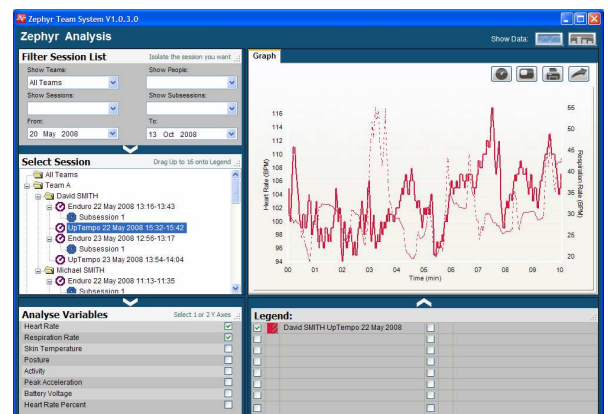 Zephyr Team System V1.0.3.0
Zephyr Analysis
Show Data:
Filter Session List
Isolate the session you want
Show Teams:
Show People:
All Teams
Show Sessions:
Show Subsessions:
From:
To:
20 May 2008
13 Oct 2008
Select Session
Drag Up to 16 onto Legend
All Teams
Team A
David SMITH
Enduro 22 May 2008 13:16-13:43
Subsession 1
UpTempo 22 May 2008 15:32-15:42
Enduro 23 May 2008 12:56-13:17
Subsession 1
UpTempo 23 May 2008 13:54-14:04
Michael SMITH
Enduro 22 May 2008 11:13-11:35
Subsession 1
Analyse Variables
Select 1 or 2 Y Axes
Heart Rate
Respiration Rate
Skin Temperature
Posture
Activity
Peak Acceleration
Battery Voltage
Heart Rate Percent
Graph
Heart Rate (BPM)
116
114
112
110
108
106
104
102
100
98
96
94
55
50
45
40
35
30
25
20
Respiration Rate (BPM)
00 01 02 03 04 05 06 07 08 09 10
Time (min)
Legend:
David SMITH UpTempo 22 May 2008